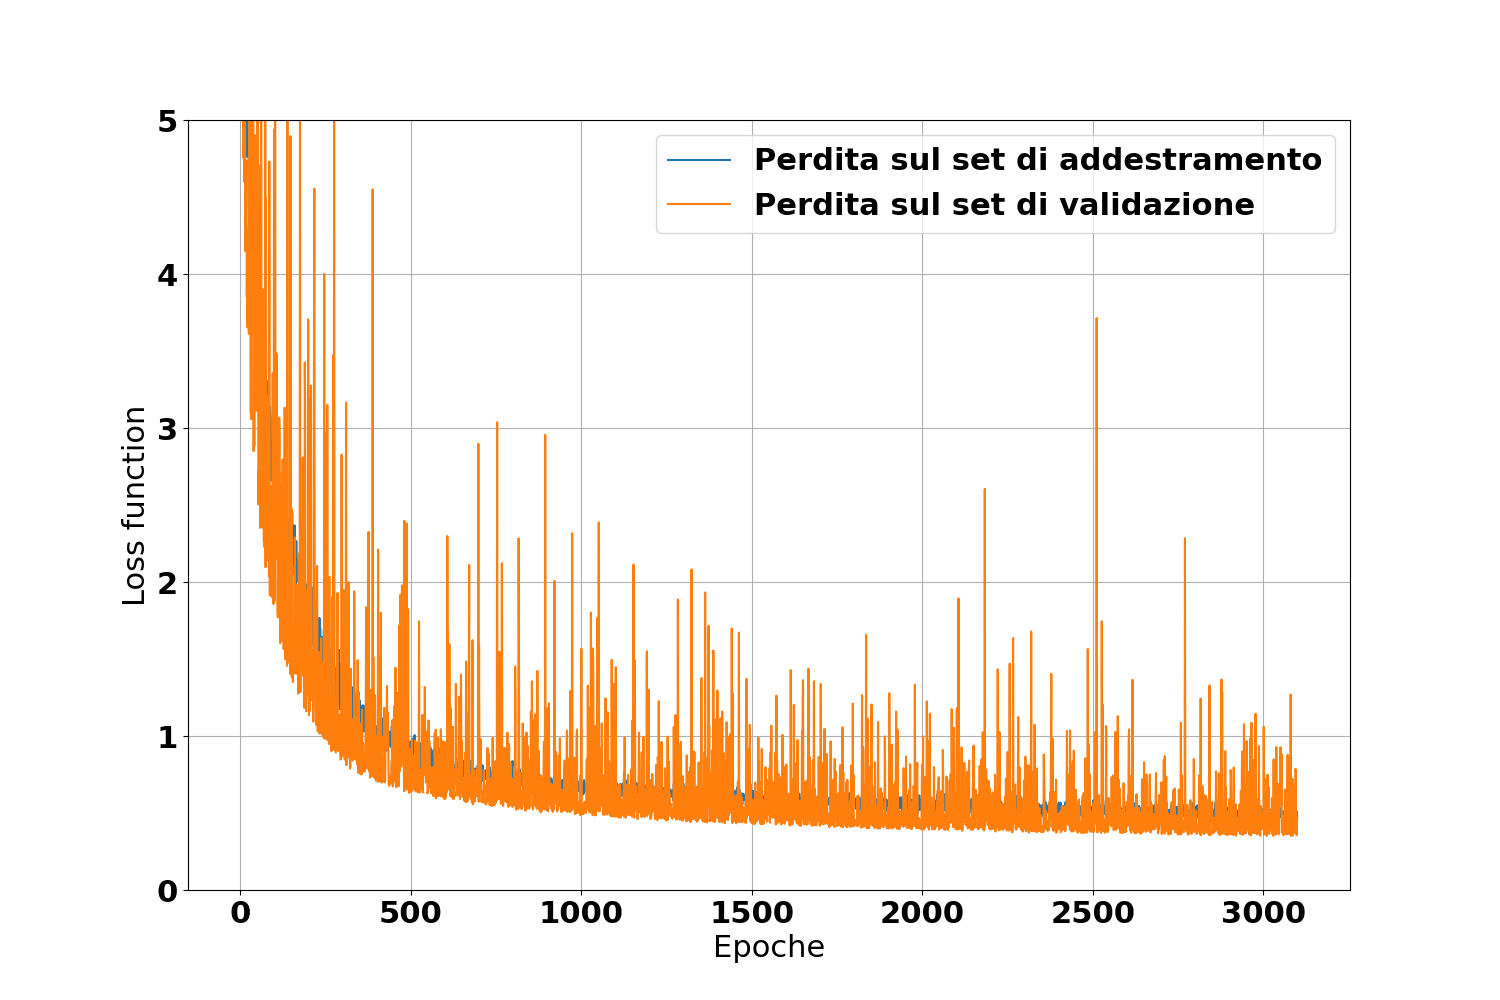 Perdita sul set di addestramento
Perdita sul set di validazione
5
4
3
2
1
0
Loss function
0 500 1000 1500 2000 2500 3000
Epoche